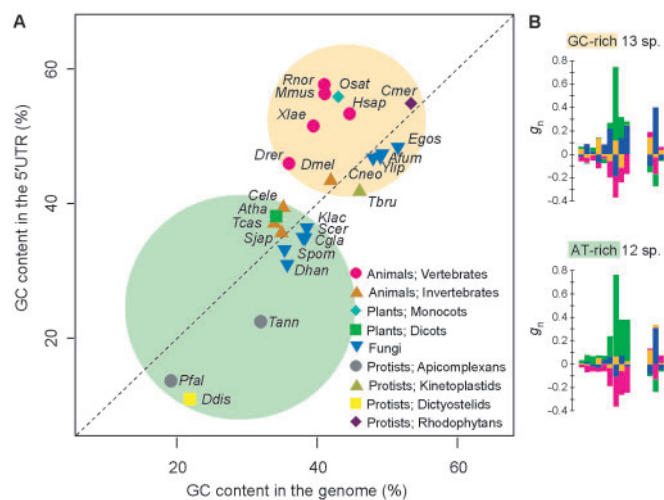 A
GC content in the 5'UTR (%)
60
40
20
20
40
60
GC content in the genome (%)
Rnor
Osat
Cmer
Mmus
Hsap
Xlae
Egos
Drer
Dmel
Afum
Ylip
Cneo
Cele
Tbru
Atha
Klac
Tcas
Scer
Sjap
Cgla
Spom
Dhan
Tann
Pfal
Ddis
Animals; Vertebrates
Animals; Invertebrates
Plants; Monocots
Plants; Dicots
Fungi
Protists; Apicomplexans
Protists; Kinetoplastids
Protists; Dictyostelids
Protists; Rhodophytans
B
GC-rich 13 sp.
0.8
0.6
0.4
0.2
0
-0.2
-0.4
gn
AT-rich 12 sp.
0.8
0.6
0.4
0.2
0
-0.2
-0.4
gn